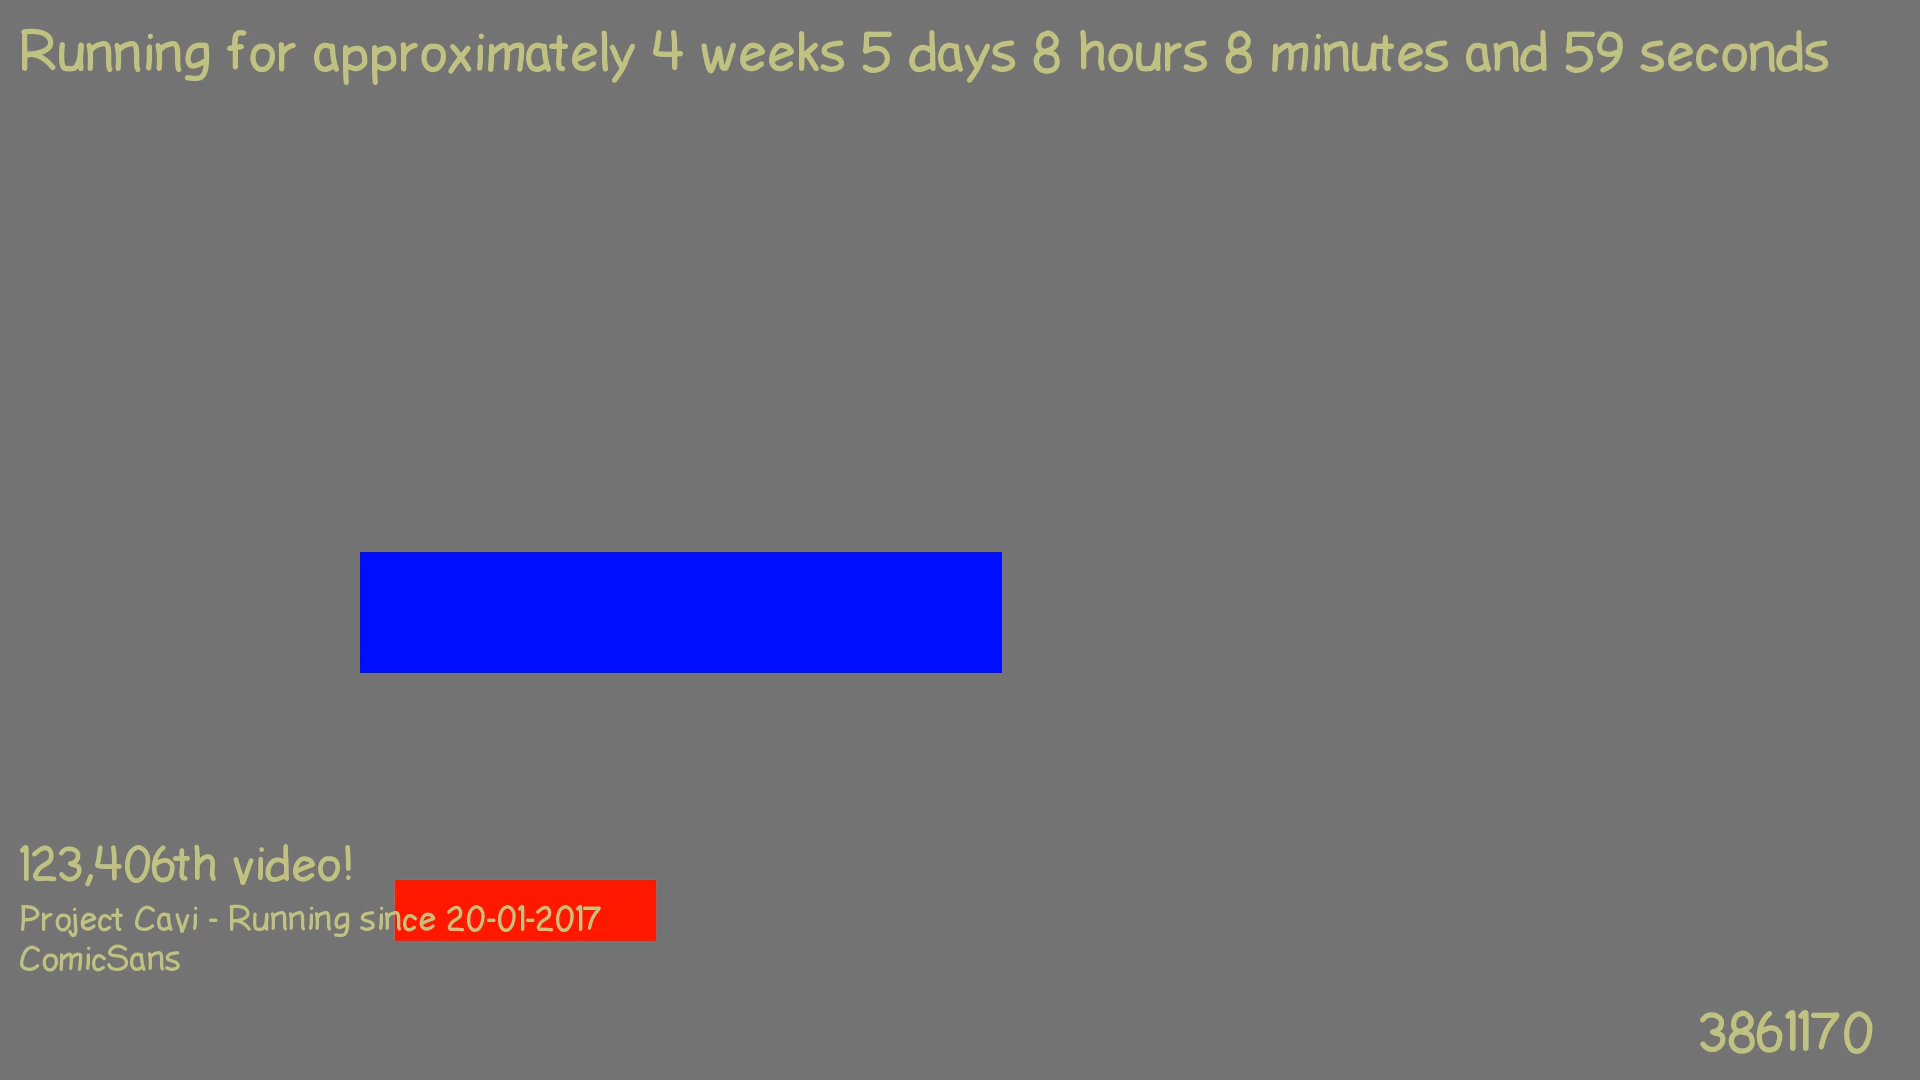 Running for approximately 4 weeks 5 days 8 hours 8 minutes and 59 seconds
123,406th video!
Project Cavi - Running since 20-01-2017
ComicSans
3861170